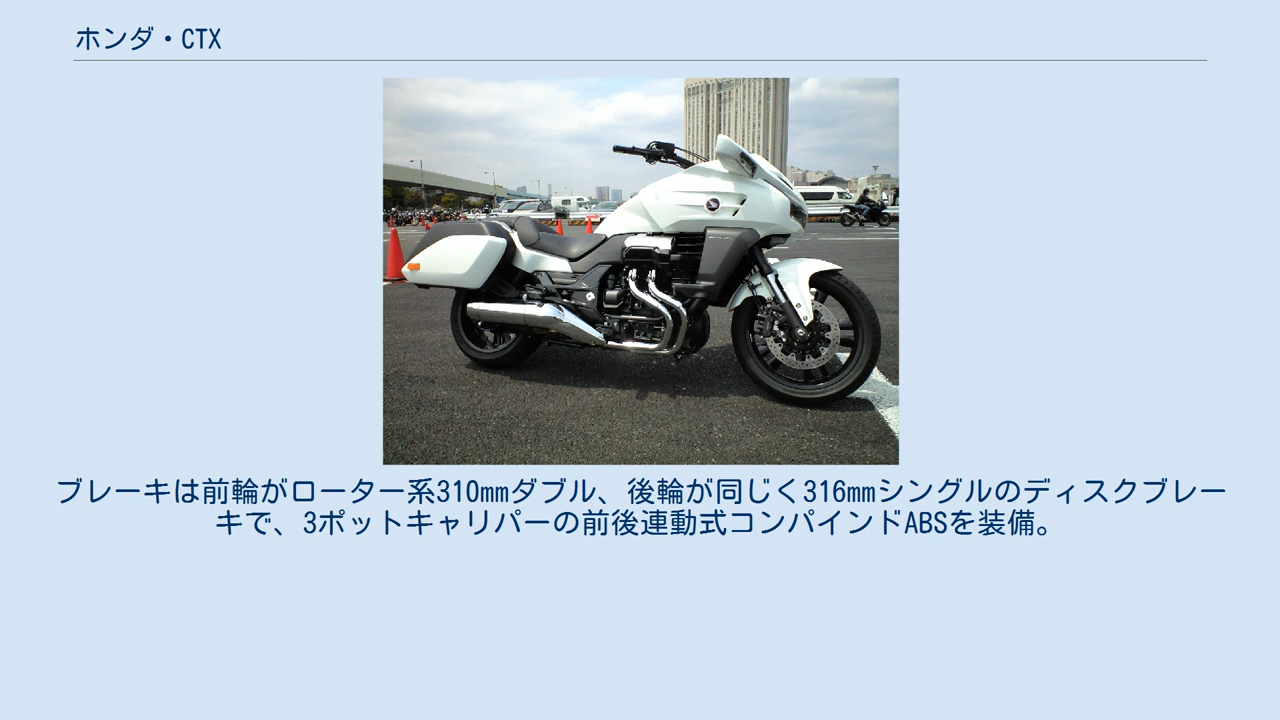 ホンダ・CTX
ブレーキは前輪がローター系310mmダブル、後輪が同じく316mmシングルのディスクブレー
キで、3ポットキャリパーの前後連動式コンバインドABSを装備。